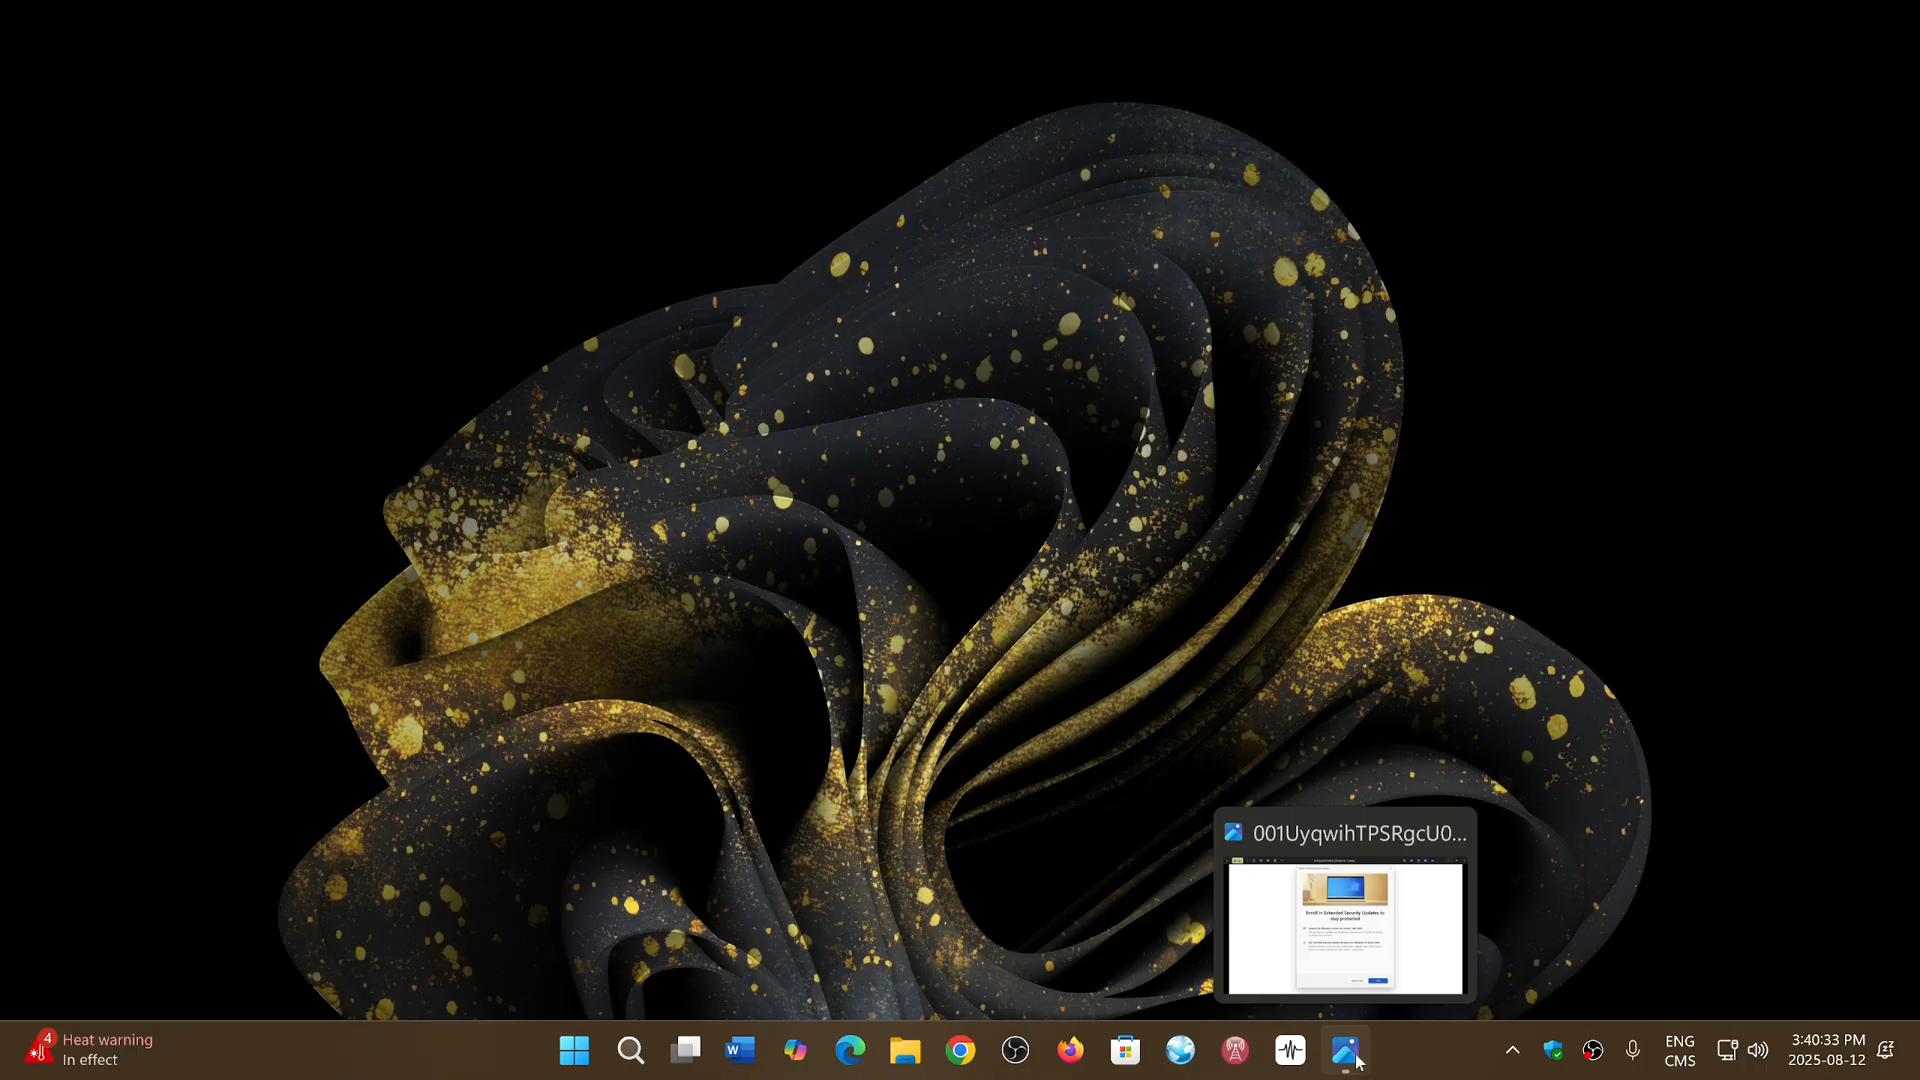 001UyqwihTPSRgcU0...
Enroll in Extended Security Updates to
stay protected
4
Heat warning
In effect
W
ENG
CMS
3:40:33 PM
2025-08-12